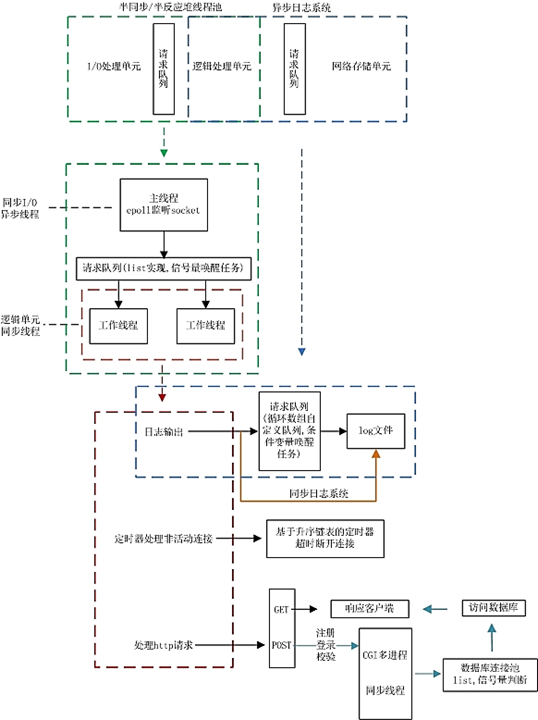 半同步/半反应堆线程池
异步日志系统
I/O处理单元
请求队列
逻辑处理单元
请求队列
网络存储单元
同步I/O
异步线程
主线程
epoll监听socket
请求队列(list实现,信号量唤醒任务)
逻辑单元
同步线程
工作线程
工作线程
日志输出
请求队列
(循环数组自
定义队列,条
件变量唤醒
任务)
log文件
同步日志系统
定时器处理非活动连接
基于升序链表的定时器
超时断开连接
处理http请求
GET
POST
响应客户端
访问数据库
注册
登录
校验
CGI多进程
同步线程
数据库连接池
list,信号量判断